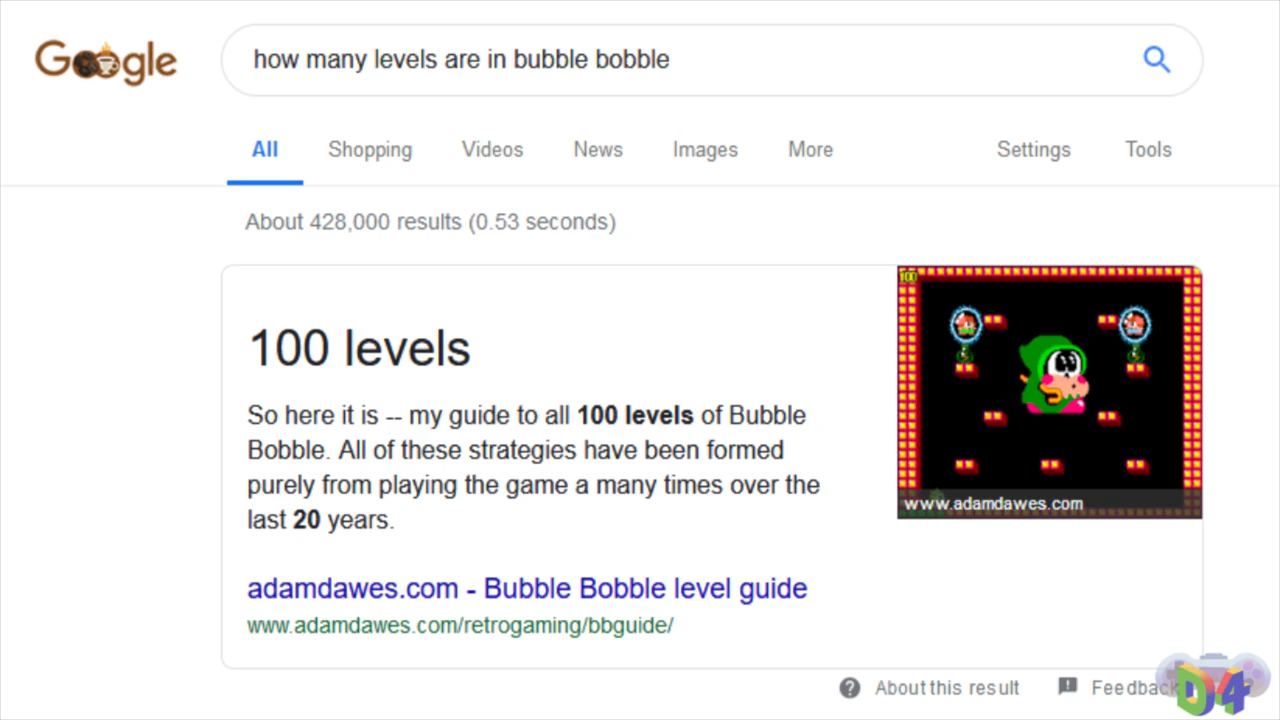 Google
how many levels are in bubble bobble
All Shopping Videos News Images More Settings Tools
About 428,000 results (0.53 seconds)
100 levels
So here it is -- my guide to all 100 levels of Bubble
Bobble. All of these strategies have been formed
purely from playing the game a many times over the
last 20 years.
100
www.adamdawes.com
adamdawes.com - Bubble Bobble level guide
www.adamdawes.com/retrogaming/bbguide/
About this result Feedback
D4